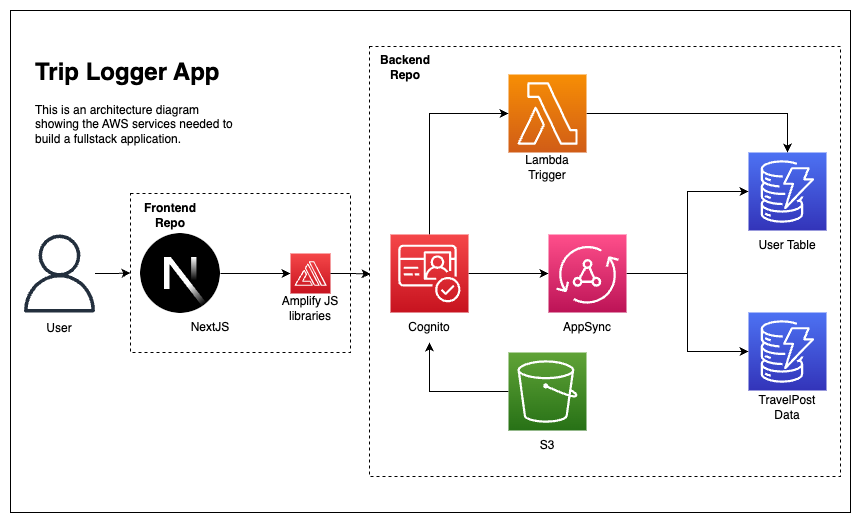 Trip Logger App
This is an architecture diagram
showing the AWS services needed to
build a fullstack application.
Backend
Repo
Lambda
Trigger
User Table
Frontend
Repo
N
User
NextJS
Amplify JS
libraries
Cognito
AppSync
TravelPost
Data
S3